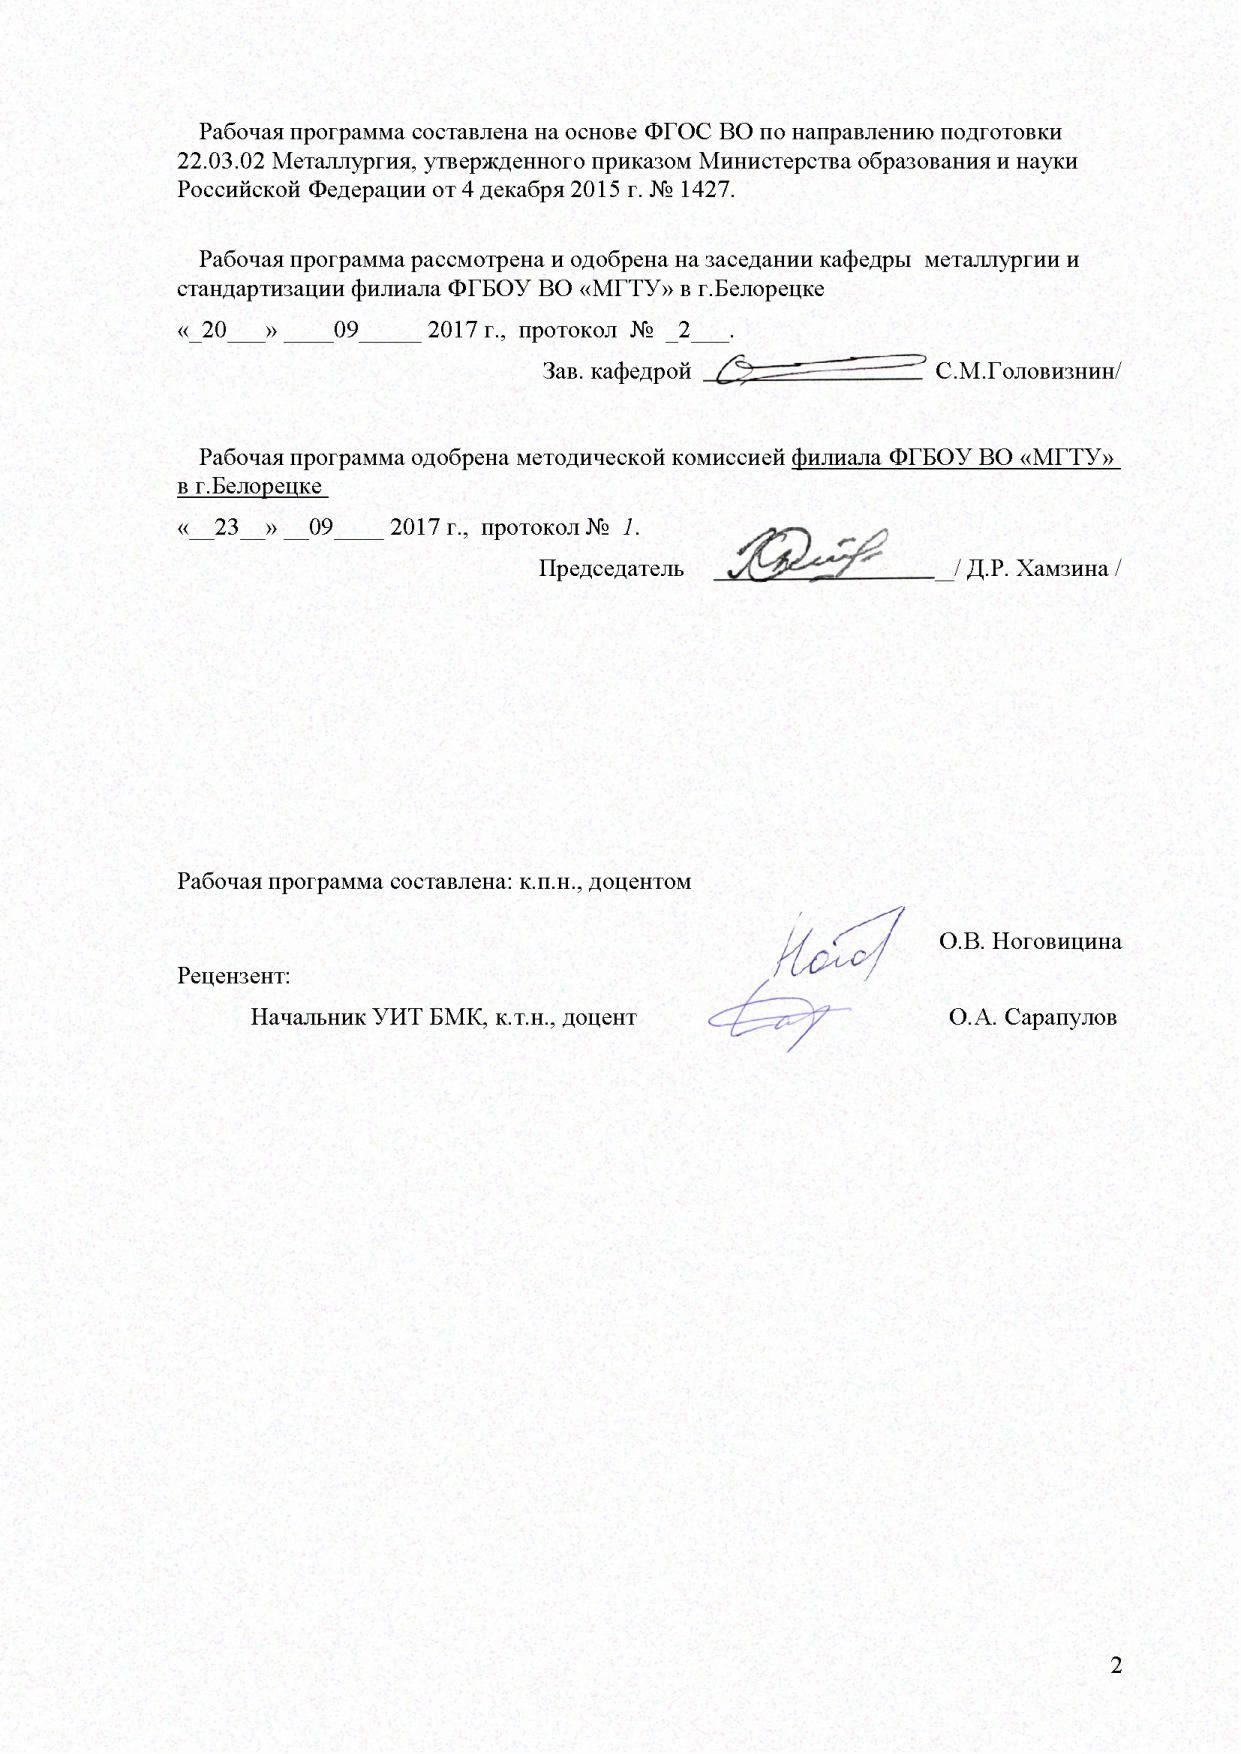 Рабочая программа составлена на основе ФГОС ВО по направлению подготовки
22.03.02 Металлургия, утвержденного приказом Министерства образования и науки
Российской Федерации от 4 декабря 2015 г. № 1427.
Рабочая программа рассмотрена и одобрена на заседании кафедры металлургии и
стандартизации филиала ФГБОУ ВО «МГТУ» в г.Белорецке
«_20___» ____09_____ 2017 г., протокол № _2___.
Зав. кафедрой С.М.Головизнин/
Рабочая программа одобрена методической комиссией филиала ФГБОУ ВО «МГТУ»
в г.Белорецке
«__23__» __09____ 2017 г., протокол № 1.
Председатель __/ Д.Р. Хамзина /
Рабочая программа составлена: к.п.н., доцентом
О.В. Ноговицина
Рецензент:
Начальник УИТ БМК, к.т.н., доцент О.А. Сарапулов
2